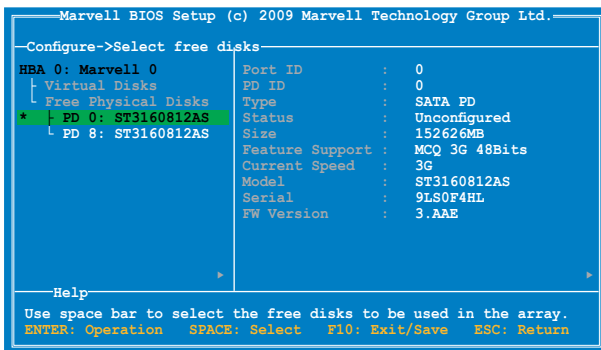 Marvell BIOS Setup (c) 2009 Marvell Technology Group Ltd.
Configure->Select free disks
HBA 0: Marvell 0
Virtual Disks
Free Physical Disks
* PD 0: ST3160812AS
PD 8: ST3160812AS
Port ID : 0
PD ID : 0
Type : SATA PD
Status : Unconfigured
Size : 152626MB
Feature Support : MCQ 3G 48Bits
Current Speed : 3G
Model : ST3160812AS
Serial : 9LS0F4HL
FW Version : 3.AAE
Help
Use space bar to select the free disks to be used in the array.
ENTER: Operation SPACE: Select F10: Exit/Save ESC: Return